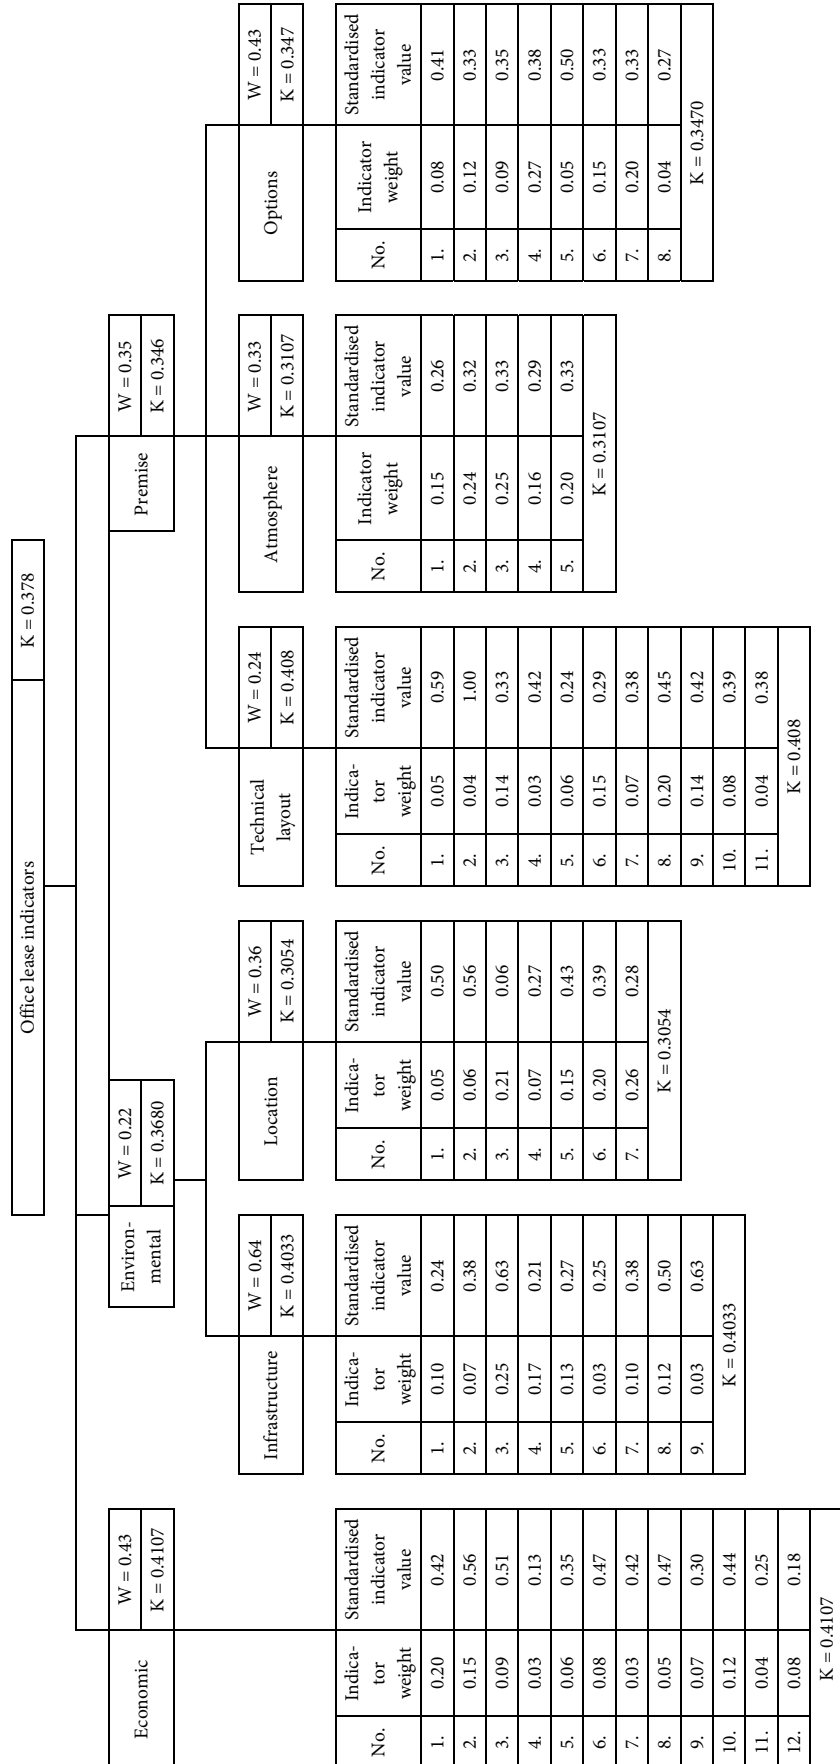 Office lease indicators K = 0.378
Economic
W = 0.43
K = 0.4107
Environ-
mental
W = 0.22
K = 0.3680
Premise
W = 0.35
K = 0.346
Infrastructure
W = 0.64
K = 0.4033
Location
W = 0.36
K = 0.3054
Technical
layout
W = 0.24
K = 0.408
Atmosphere
W = 0.33
K = 0.3107
Options
W = 0.43
K = 0.347
No.
Indica-
tor
weight
Standardised
indicator
value
1. 0.20 0.42
2. 0.15 0.56
3. 0.09 0.51
4. 0.03 0.13
5. 0.06 0.35
6. 0.08 0.47
7. 0.03 0.42
8. 0.05 0.47
9. 0.07 0.30
10. 0.12 0.44
11. 0.04 0.25
12. 0.08 0.18
K = 0.4107
No.
Indica-
tor
weight
Standardised
indicator
value
1. 0.10 0.24
2. 0.07 0.38
3. 0.25 0.63
4. 0.17 0.21
5. 0.13 0.27
6. 0.03 0.25
7. 0.10 0.38
8. 0.12 0.50
9. 0.03 0.63
K = 0.4033
No.
Indica-
tor
weight
Standardised
indicator
value
1. 0.05 0.50
2. 0.06 0.56
3. 0.21 0.06
4. 0.07 0.27
5. 0.15 0.43
6. 0.20 0.39
7. 0.26 0.28
K = 0.3054
No.
Indica-
tor
weight
Standardised
indicator
value
1. 0.05 0.59
2. 0.04 1.00
3. 0.14 0.33
4. 0.03 0.42
5. 0.06 0.24
6. 0.15 0.29
7. 0.07 0.38
8. 0.20 0.45
9. 0.14 0.42
10. 0.08 0.39
11. 0.04 0.38
K = 0.408
No.
Indicator
weight
Standardised
indicator
value
1. 0.15 0.26
2. 0.24 0.32
3. 0.25 0.33
4. 0.16 0.29
5. 0.20 0.33
K = 0.3107
No.
Indicator
weight
Standardised
indicator
value
1. 0.08 0.41
2. 0.12 0.33
3. 0.09 0.35
4. 0.27 0.38
5. 0.05 0.50
6. 0.15 0.33
7. 0.20 0.33
8. 0.04 0.27
K = 0.3470